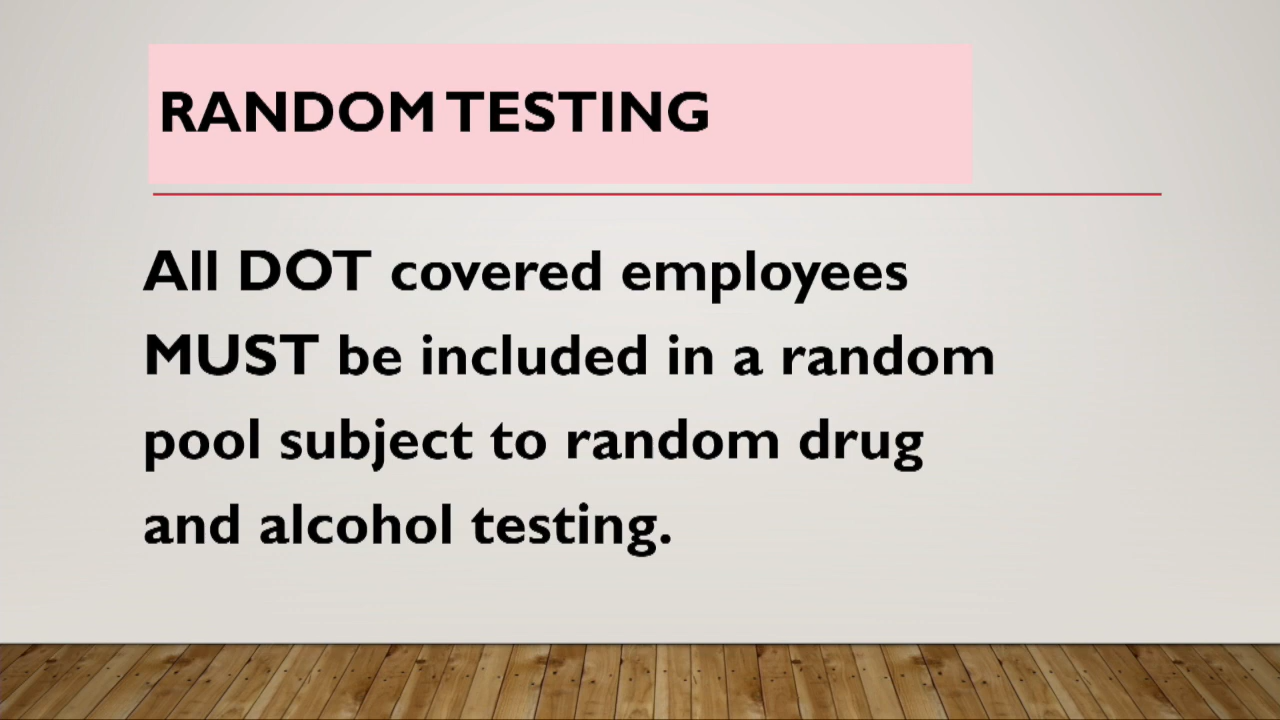 RANDOM TESTING
All DOT covered employees
MUST be included in a random
pool subject to random drug
and alcohol testing.